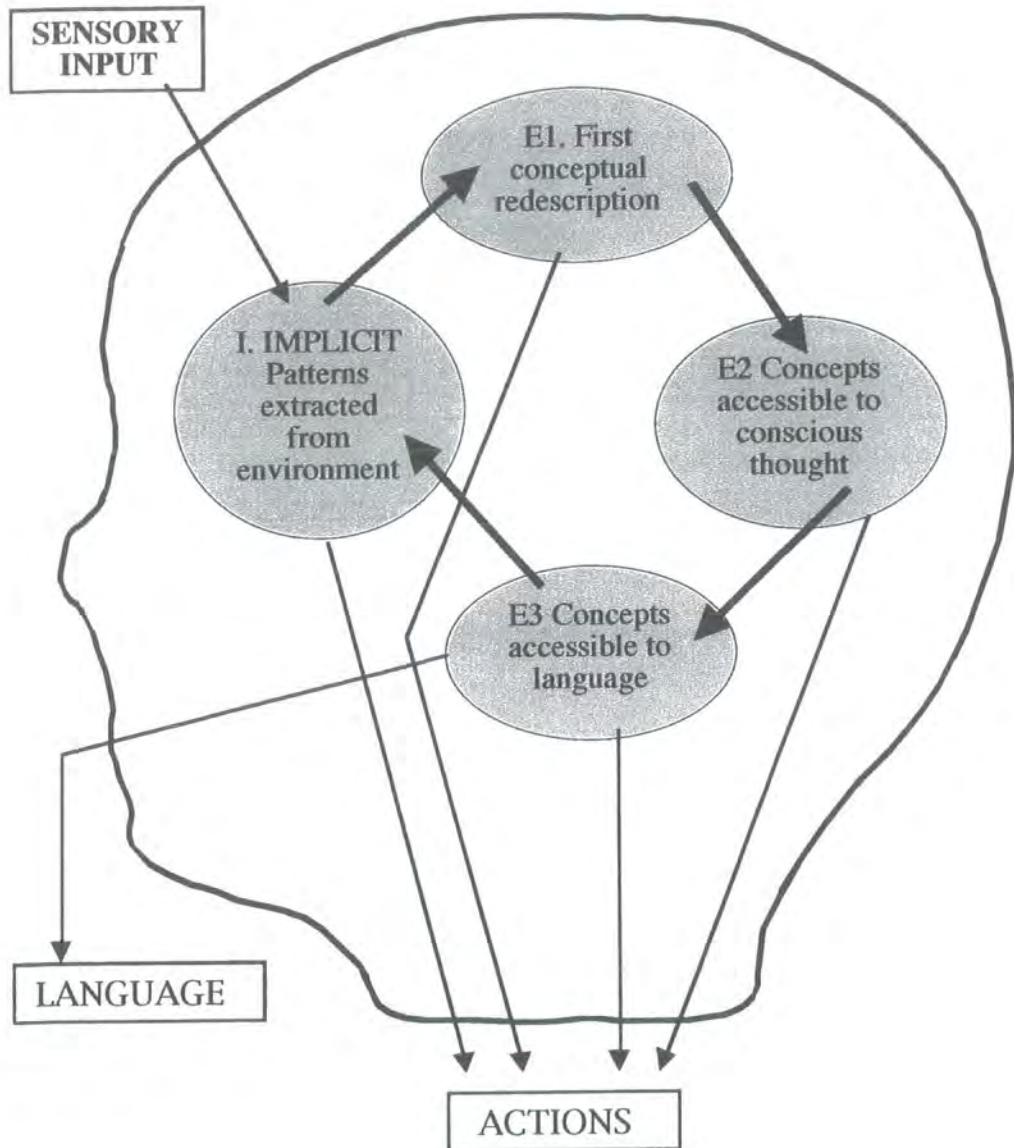 SENSORY
INPUT
E1. First
conceptual
redescription
I. IMPLICIT
Patterns
extracted
from
environment
E2 Concepts
accessible to
conscious
thought
E3 Concepts
accessible to
language
LANGUAGE
ACTIONS